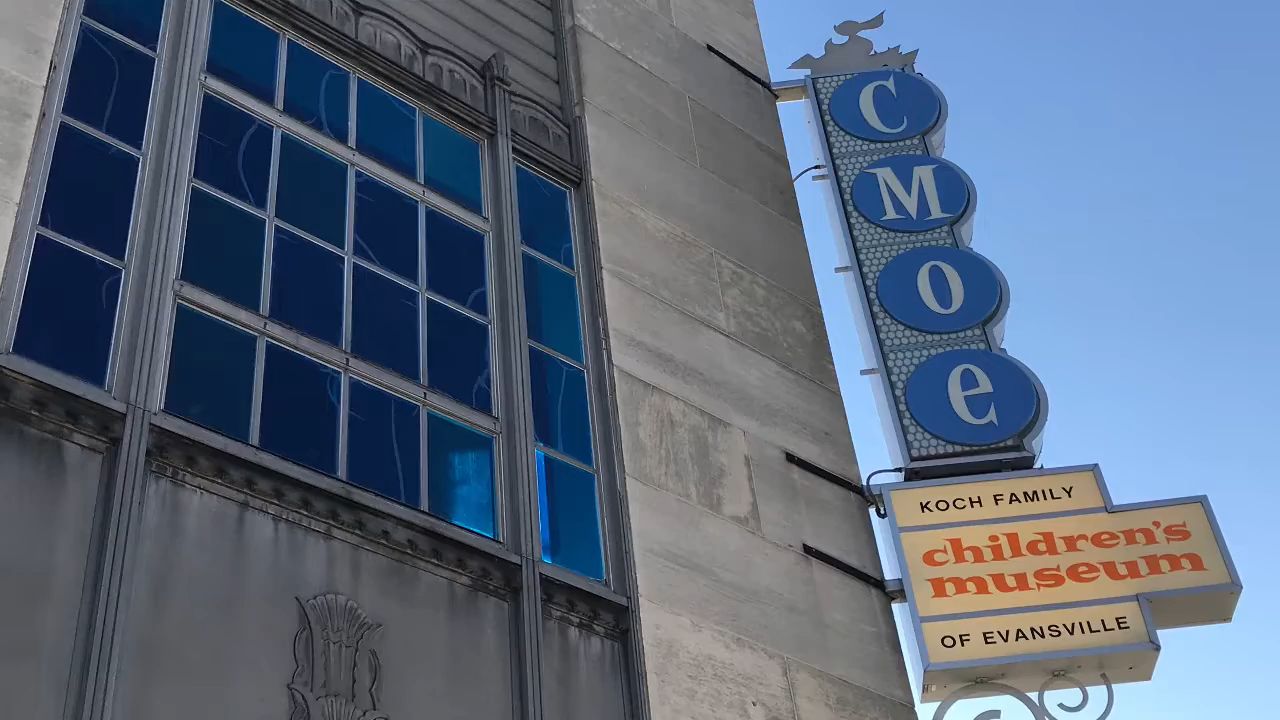 C
M
o
e
KOCH FAMILY
children's
museum
OF EVANSVILLE